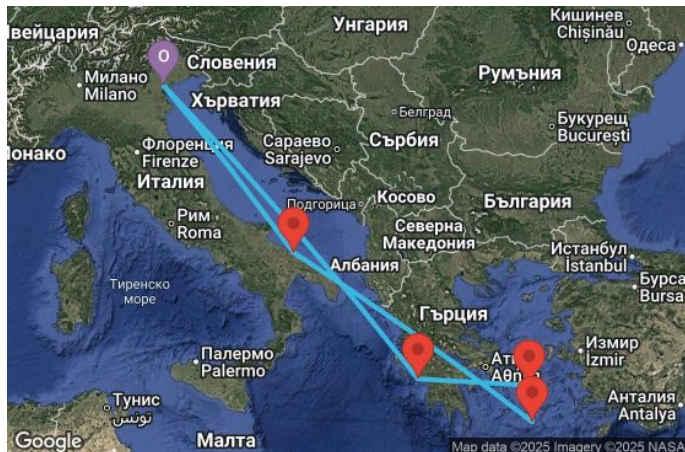 Унгария
Кишинев
Chișinău
Одеса
Швейцария
О
Словения
Милано
Milano
Румъния
Хърватия
Белград
Букурещ
București
Монако
Флоренция
Firenze
Сараево
Sarajevo
Сърбия
Италия
Подгорица
Косово
България
Рим
Roma
Северна
Македония
Албания
Истанбул
İstanbul
Бурса
Bursa
Тиренско
море
Гърция
Палермо
Palermo
Ати
Αθήνα
Измир
İzmir
Тунис
تونس
Анталия
Antalya
Малта
Google
Map data ©2025 Imagery ©2025 NASA